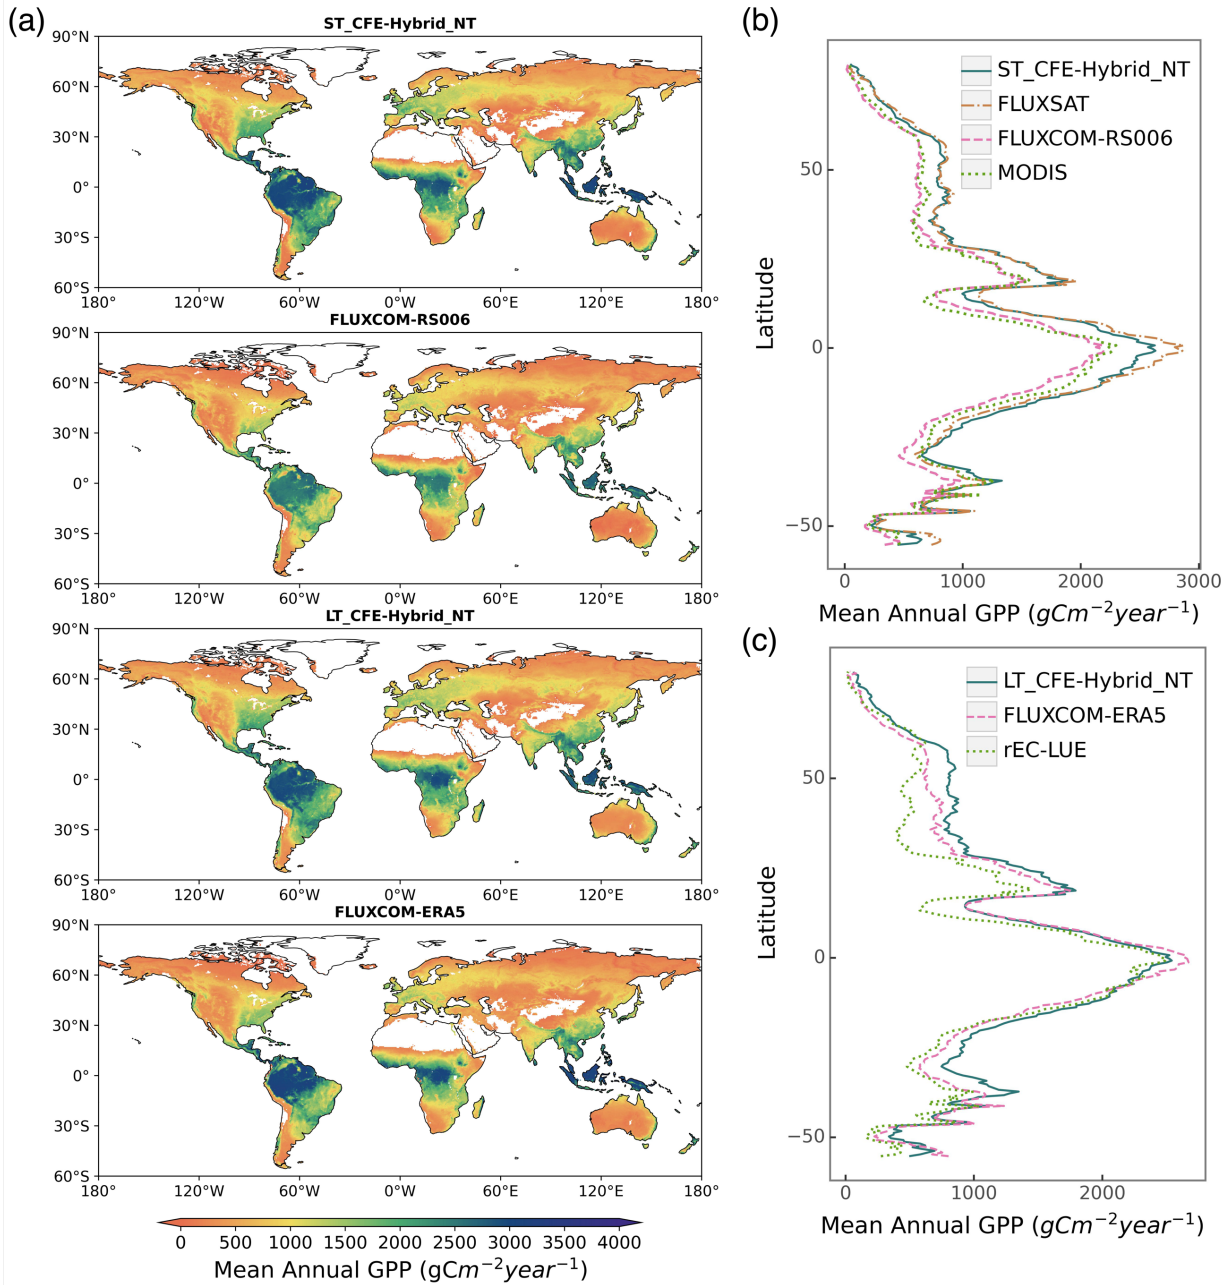 (a)
ST_CFE-Hybrid_NT
90°N
60°N
30°N
0°
30°S
60°S
180° 120°W 60°W 0°W 60°E 120°E 180°
FLUXCOM-RS006
90°N
60°N
30°N
0°
30°S
60°S
180° 120°W 60°W 0°W 60°E 120°E 180°
LT_CFE-Hybrid_NT
90°N
60°N
30°N
0°
30°S
60°S
180° 120°W 60°W 0°W 60°E 120°E 180°
FLUXCOM-ERA5
90°N
60°N
30°N
0°
30°S
60°S
180° 120°W 60°W 0°W 60°E 120°E 180°
0 500 1000 1500 2000 2500 3000 3500 4000
Mean Annual GPP (gCm⁻²year⁻¹)
(b)
ST_CFE-Hybrid_NT
FLUXSAT
FLUXCOM-RS006
MODIS
Latitude
50
0
−50
0 1000 2000 3000
Mean Annual GPP (gCm⁻²year⁻¹)
(c)
LT_CFE-Hybrid_NT
FLUXCOM-ERA5
rEC-LUE
Latitude
50
0
−50
0 1000 2000
Mean Annual GPP (gCm⁻²year⁻¹)